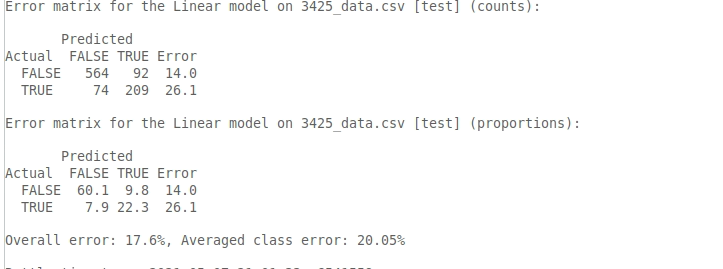 Error matrix for the Linear model on 3425_data.csv [test] (counts):
Predicted
Actual FALSE TRUE Error
FALSE 564 92 14.0
TRUE 74 209 26.1
Error matrix for the Linear model on 3425_data.csv [test] (proportions):
Predicted
Actual FALSE TRUE Error
FALSE 60.1 9.8 14.0
TRUE 7.9 22.3 26.1
Overall error: 17.6%, Averaged class error: 20.05%